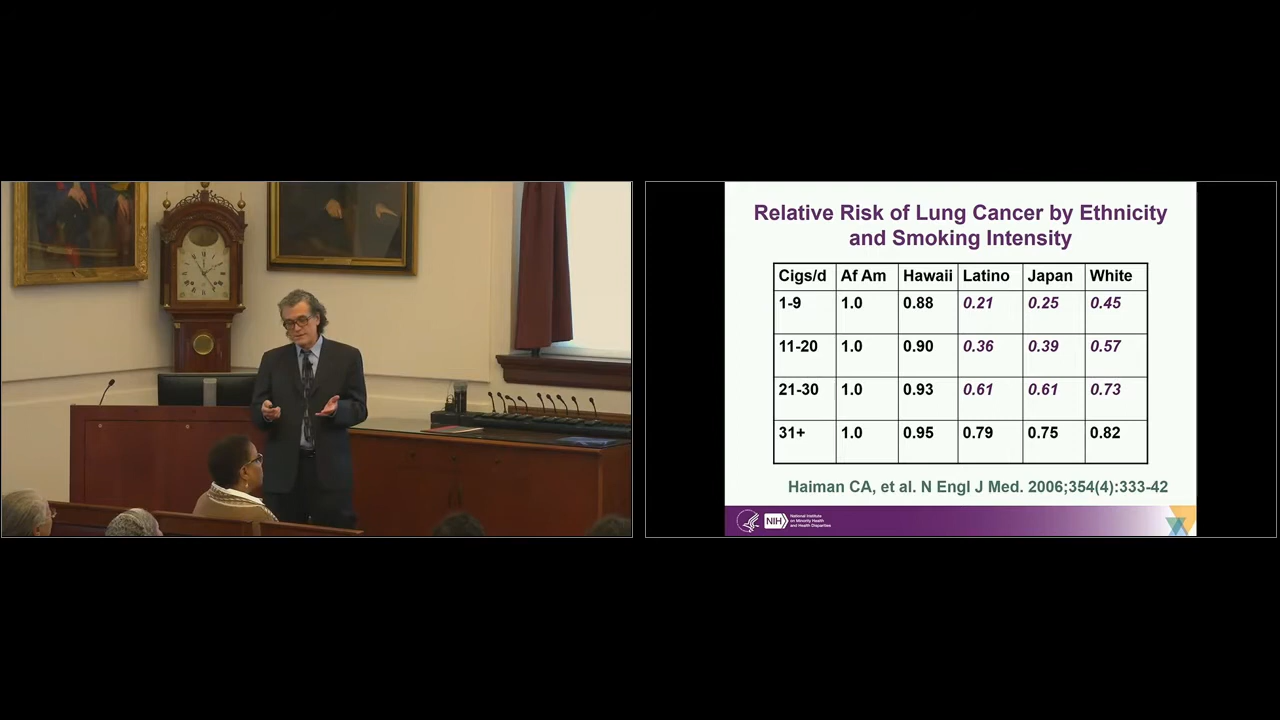 Relative Risk of Lung Cancer by Ethnicity
and Smoking Intensity
Cigs/d Af Am Hawaii Latino Japan White
1-9 1.0 0.88 0.21 0.25 0.45
11-20 1.0 0.90 0.36 0.39 0.57
21-30 1.0 0.93 0.61 0.61 0.73
31+ 1.0 0.95 0.79 0.75 0.82
Haiman CA, et al. N Engl J Med. 2006;354(4):333-42
NIH
National Institute
on Minority Health
and Health Disparities